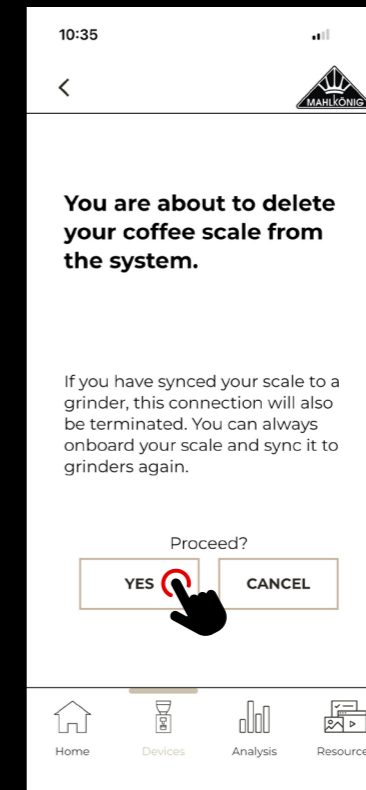 10:35
MAHLKÖNIG
You are about to delete
your coffee scale from
the system.
If you have synced your scale to a
grinder, this connection will also
be terminated. You can always
onboard your scale and sync it to
grinders again.
Proceed?
YES
CANCEL
Home
Devices
Analysis
Resource